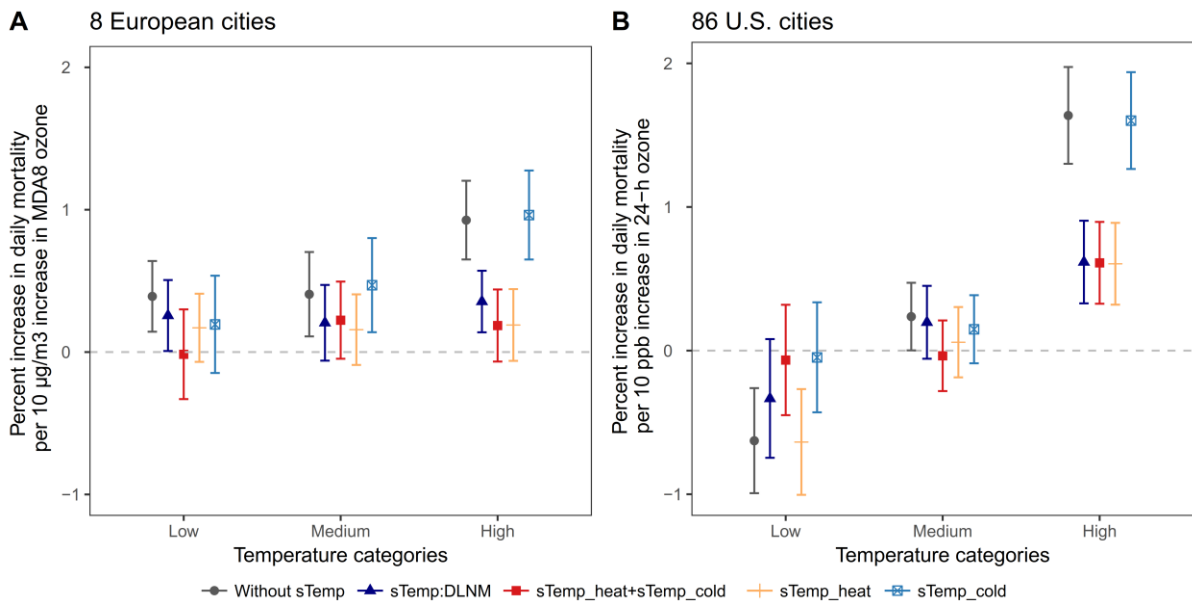 A 8 European cities
Percent increase in daily mortality
per 10 µg/m3 increase in MDA8 ozone
2
1
0
−1
Low Medium High
Temperature categories
B 86 U.S. cities
Percent increase in daily mortality
per 10 ppb increase in 24−h ozone
2
1
0
−1
Low Medium High
Temperature categories
Without sTemp sTemp:DLNM sTemp_heat+sTemp_cold sTemp_heat sTemp_cold